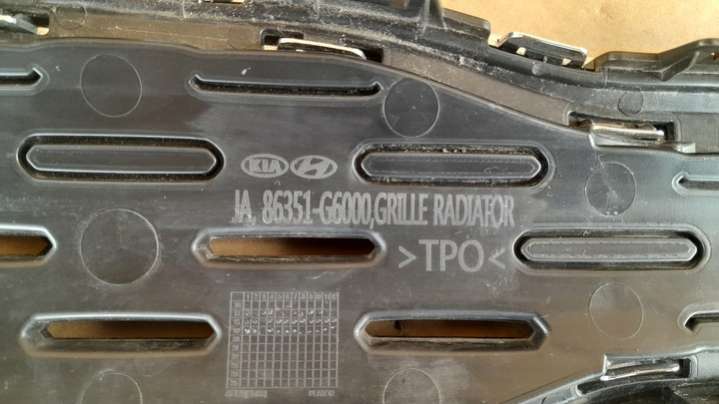 KIA
JA, 86351-G6000,GRILLE RADIATOR
>TPO<